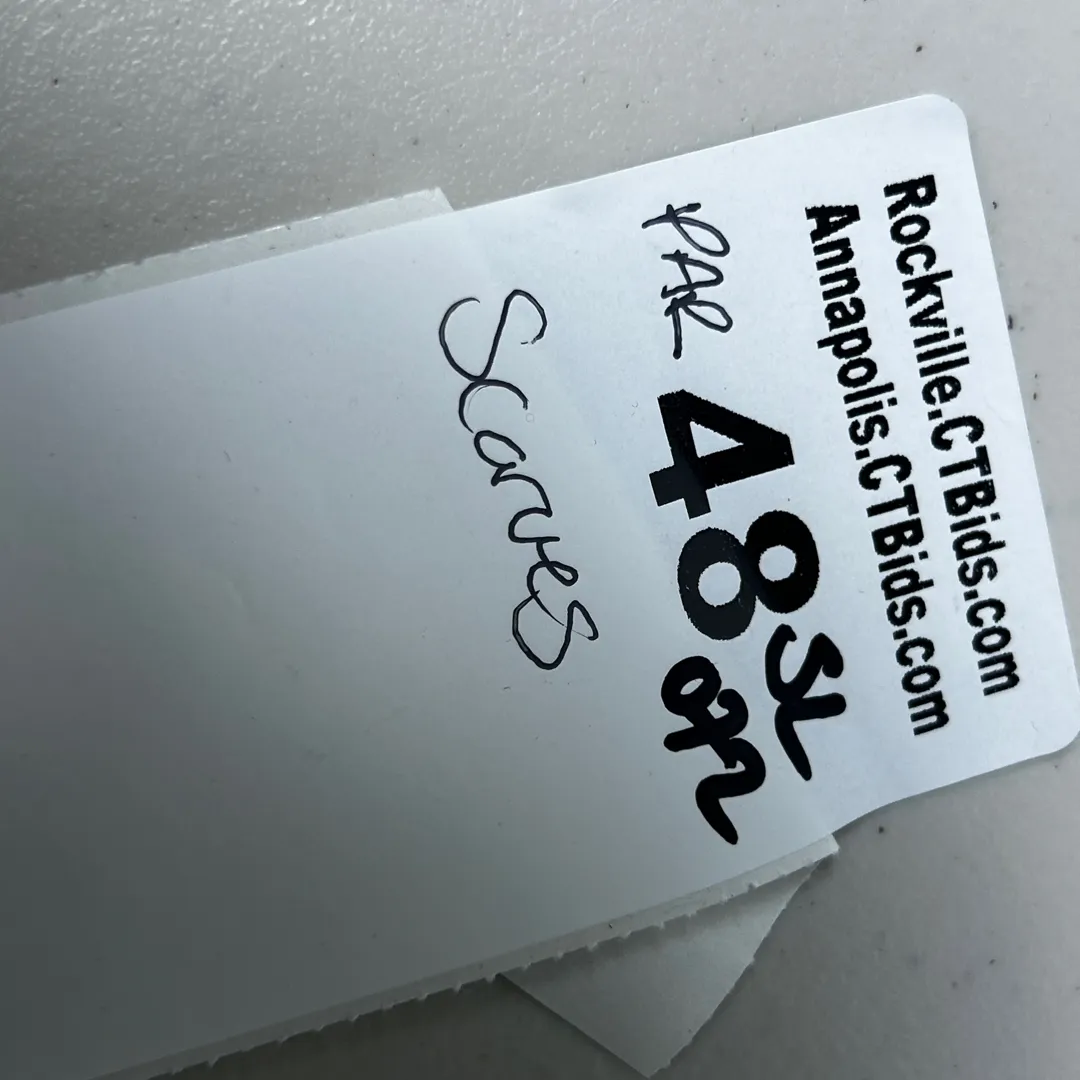 Rockville.CTBids.com
Annapolis.CTBids.com
PAR 48 SL
Scarves